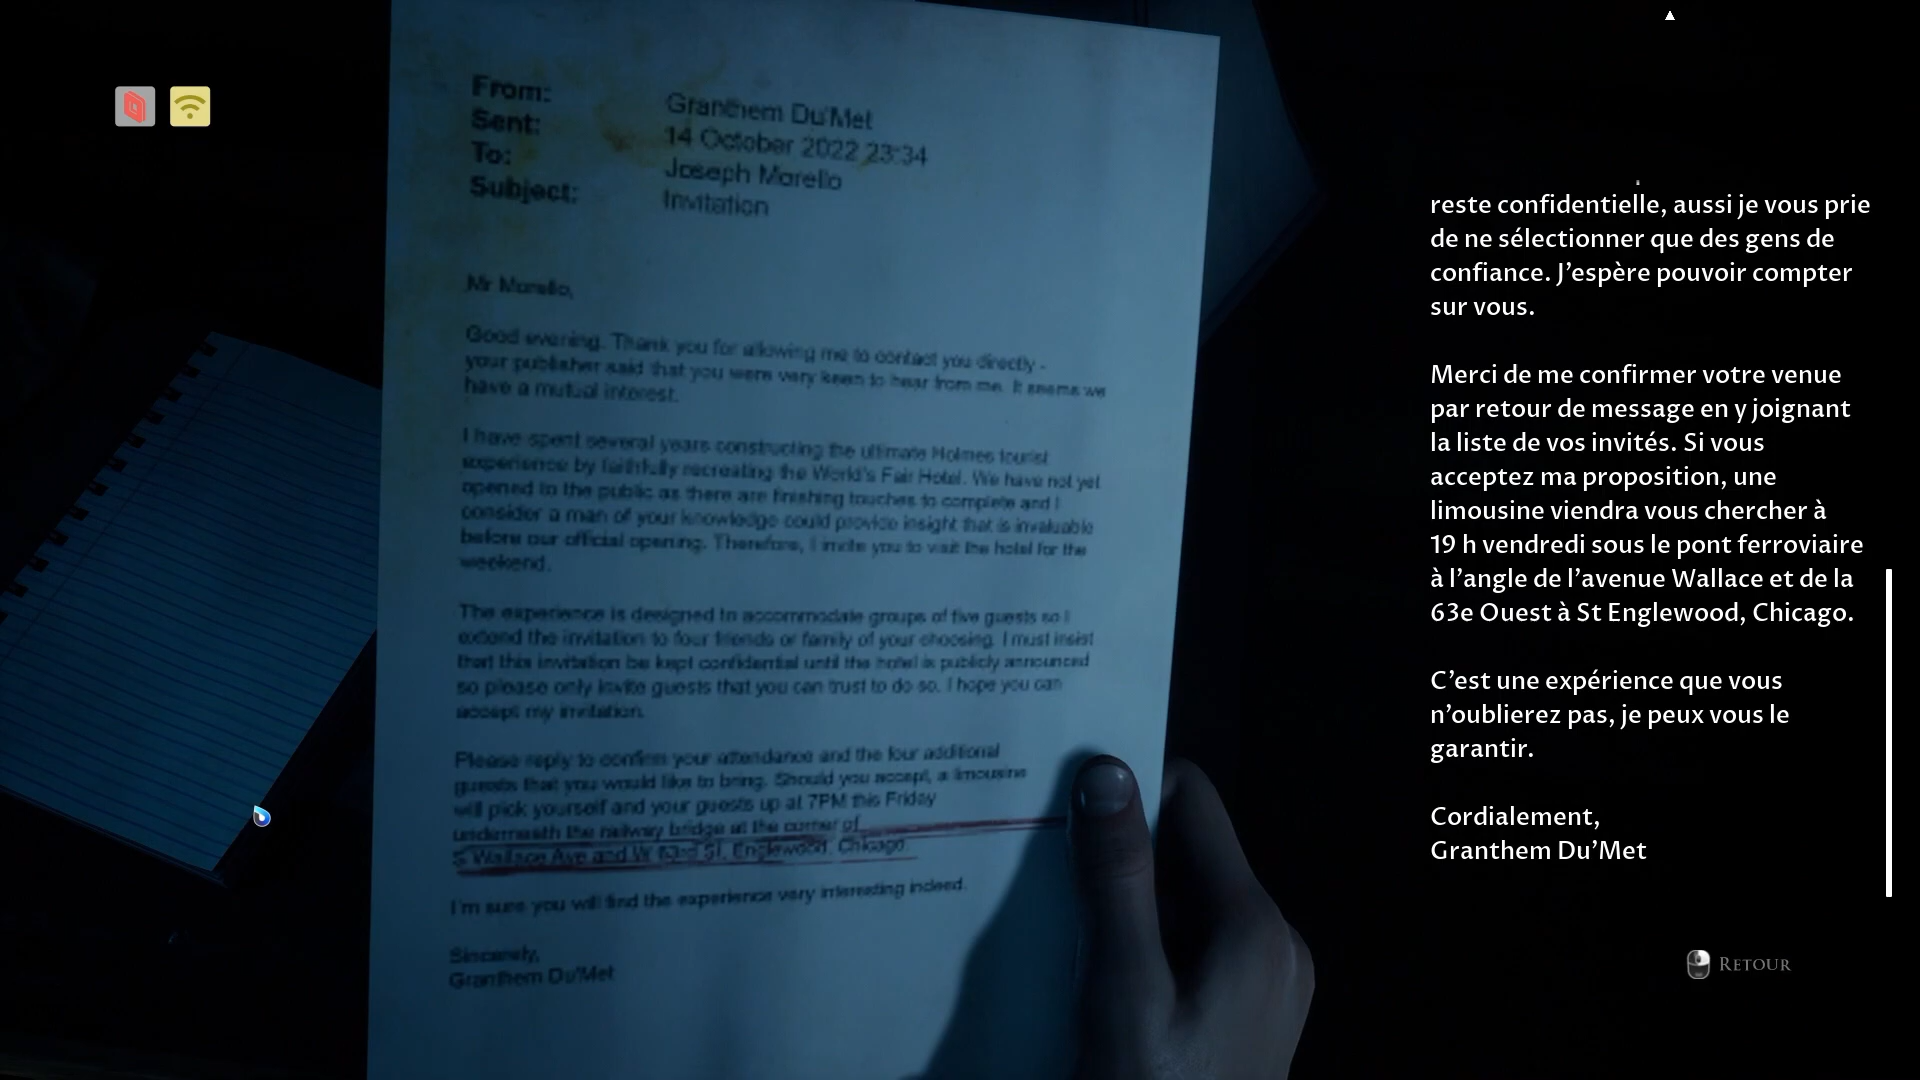 From: Granthem Du'Met
Sent: 14 October 2022 23:34
To: Joseph Morello
Subject: Invitation
Mr Morello,
Good evening. Thank you for allowing me to contact you directly -
your publisher said that you were very keen to hear from me. It seems we
have a mutual interest.
I have spent several years constructing the ultimate Holmes tourist
experience by faithfully recreating the World's Fair Hotel. We have not yet
opened to the public as there are finishing touches to complete and I
consider a man of your knowledge could provide insight that is invaluable
before our official opening. Therefore, I invite you to visit the hotel for the
weekend.
The experience is designed to accommodate groups of five guests so I
extend the invitation to four friends or family of your choosing. I must insist
that this invitation be kept confidential until the hotel is publicly announced
so please only invite guests that you can trust to do so. I hope you can
accept my invitation.
Please reply to confirm your attendance and the four additional
guests that you would like to bring. Should you accept, a limousine
will pick yourself and your guests up at 7PM this Friday
underneath the railway bridge at the corner of
S Wallace Ave and W 63rd St, Englewood, Chicago.
I'm sure you will find the experience very interesting indeed.
Sincerely,
Granthem Du'Met
reste confidentielle, aussi je vous prie
de ne sélectionner que des gens de
confiance. J'espère pouvoir compter
sur vous.
Merci de me confirmer votre venue
par retour de message en y joignant
la liste de vos invités. Si vous
acceptez ma proposition, une
limousine viendra vous chercher à
19 h vendredi sous le pont ferroviaire
à l'angle de l'avenue Wallace et de la
63e Ouest à St Englewood, Chicago.
C'est une expérience que vous
n'oublierez pas, je peux vous le
garantir.
Cordialement,
Granthem Du'Met
RETOUR